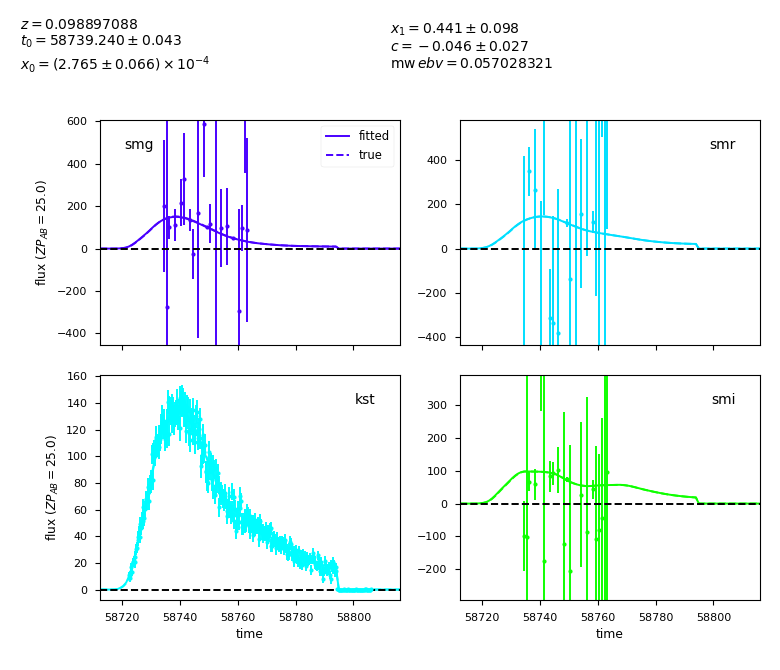 z = 0.098897088
t₀ = 58739.240 ± 0.043
x₀ = (2.765 ± 0.066) × 10⁻⁴
x₁ = 0.441 ± 0.098
c = −0.046 ± 0.027
mw ebv = 0.057028321
smg
fitted
true
600
400
200
0
−200
−400
flux (ZP_AB = 25.0)
smr
400
200
0
−200
−400
kst
160
140
120
100
80
60
40
20
0
flux (ZP_AB = 25.0)
58720 58740 58760 58780 58800
time
smi
300
200
100
0
−100
−200
58720 58740 58760 58780 58800
time